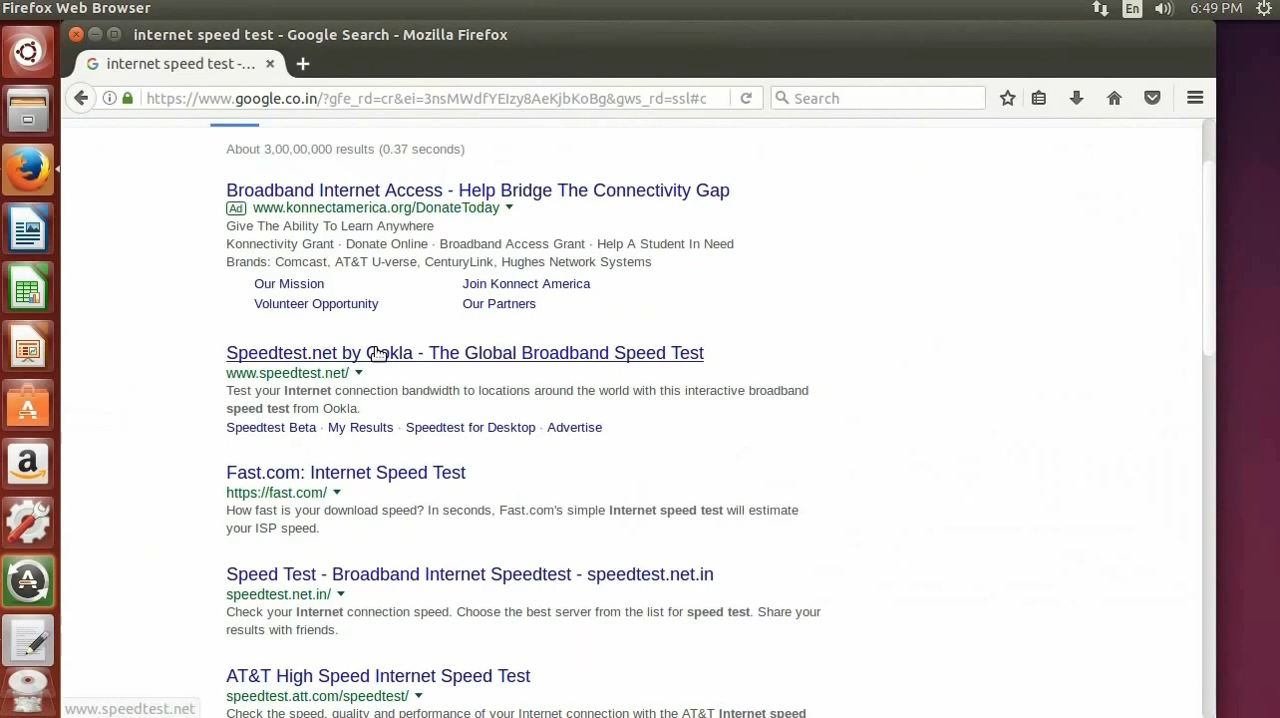 Firefox Web Browser
En
6:49 PM
internet speed test - Google Search - Mozilla Firefox
internet speed test -...
https://www.google.co.in/?gfe_rd=cr&ei=3nsMWdfYEIzy8AeKjbKoBg&gws_rd=ssl#c
Search
About 3,00,00,000 results (0.37 seconds)
Broadband Internet Access - Help Bridge The Connectivity Gap
Ad www.konnectamerica.org/DonateToday
Give The Ability To Learn Anywhere
Konnectivity Grant · Donate Online · Broadband Access Grant · Help A Student In Need
Brands: Comcast, AT&T U-verse, CenturyLink, Hughes Network Systems
Our Mission
Join Konnect America
Volunteer Opportunity
Our Partners
Speedtest.net by Ookla - The Global Broadband Speed Test
www.speedtest.net/
Test your Internet connection bandwidth to locations around the world with this interactive broadband
speed test from Ookla.
Speedtest Beta · My Results · Speedtest for Desktop · Advertise
Fast.com: Internet Speed Test
https://fast.com/
How fast is your download speed? In seconds, Fast.com's simple Internet speed test will estimate
your ISP speed.
Speed Test - Broadband Internet Speedtest - speedtest.net.in
speedtest.net.in/
Check your Internet connection speed. Choose the best server from the list for speed test. Share your
results with friends.
AT&T High Speed Internet Speed Test
speedtest.att.com/speedtest/
Check the speed, quality and performance of your Internet connection with the AT&T Internet speed
www.speedtest.net